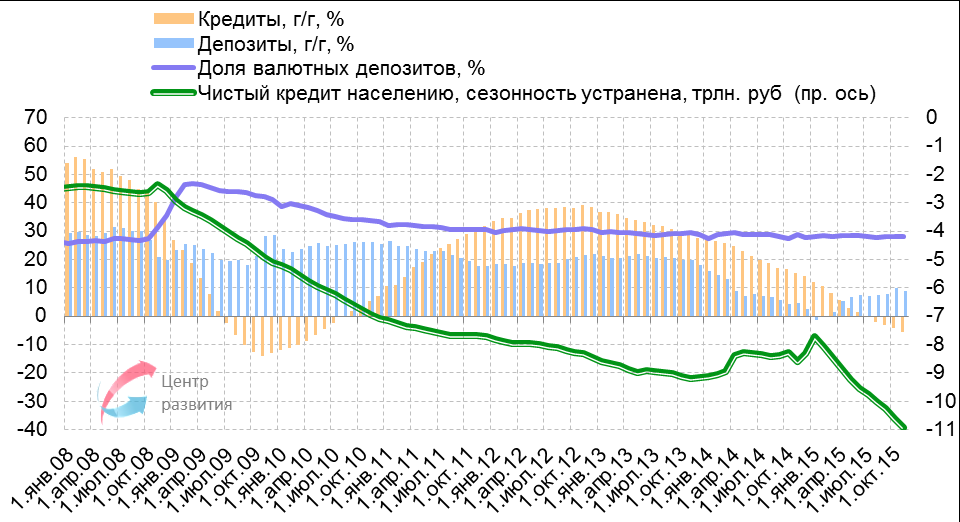 Кредиты, г/г, %
Депозиты, г/г, %
Доля валютных депозитов, %
Чистый кредит населению, сезонность устранена, трлн. руб (пр. ось)
70
60
50
40
30
20
10
0
-10
-20
-30
-40
0
-1
-2
-3
-4
-5
-6
-7
-8
-9
-10
-11
Центр
развития
1.янв.08
1.апр.08
1.июл.08
1.окт.08
1.янв.09
1.апр.09
1.июл.09
1.окт.09
1.янв.10
1.апр.10
1.июл.10
1.окт.10
1.янв.11
1.апр.11
1.июл.11
1.окт.11
1.янв.12
1.апр.12
1.июл.12
1.окт.12
1.янв.13
1.апр.13
1.июл.13
1.окт.13
1.янв.14
1.апр.14
1.июл.14
1.окт.14
1.янв.15
1.апр.15
1.июл.15
1.окт.15